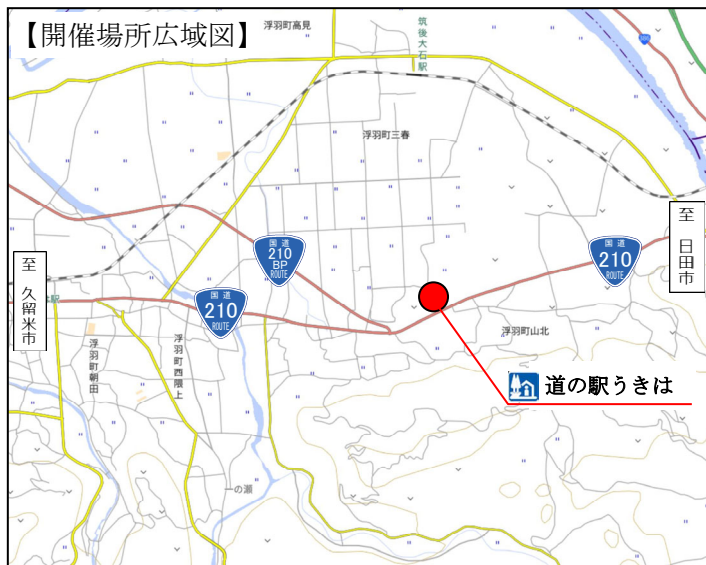 【開催場所広域図】
浮羽町高見
筑後大石駅
浮羽町三春
至 日田市
国道
210
BP
ROUTE
国道
210
ROUTE
至 久留米市
駅
国道
210
ROUTE
浮羽町山北
浮羽町朝田
浮羽町西隈上
道の駅うきは
一の瀬